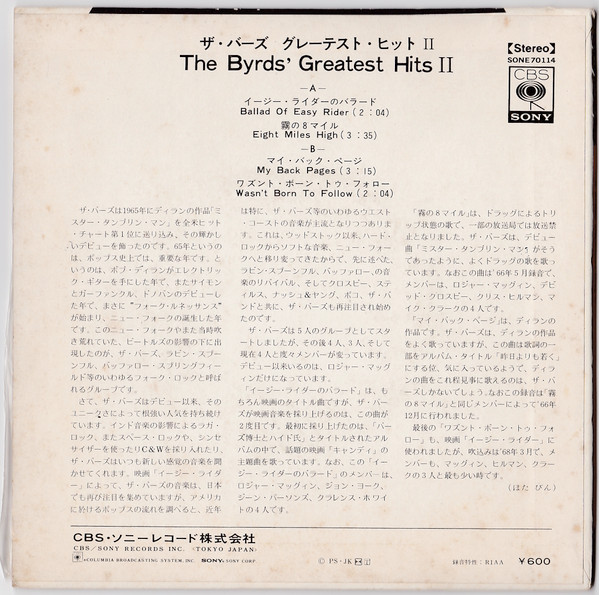 ザ・バーズ グレーテスト・ヒット II
The Byrds' Greatest Hits II
Stereo
SONE 70114
CBS
SONY
—A—
イージー・ライダーのバラード
Ballad Of Easy Rider(2:04)
霧の8マイル
Eight Miles High(3:35)
—B—
マイ・バック・ページ
My Back Pages(3:15)
ワズント・ボーン・トゥ・フォロー
Wasn't Born To Follow(2:04)
ザ・バーズは1965年にディランの作品「ミ
スター・タンブリン・マン」を全米ヒット
・チャート第1位に送り込み、その輝かし
いデビューを飾ったのです。65年というの
は、ポップス史上では、重要な年です。と
いうのは、ボブ・ディランがエレクトリッ
ク・ギターを手にした年で、またサイモン
とガーファンクル、ドノバンのデビューし
た年で、まさに"フォーク・ルネッサンス"
が始まり、ニュー・フォークの誕生した年
です。このニュー・フォークやまた当時吹
き荒れていた、ビートルズの影響の下に出
現したのが、ザ・バーズ、ラビン・スプー
ンフル、バッファロー・スプリングフィー
ルド等のいわゆるフォーク・ロックと呼ば
れるグループです。
さて、ザ・バーズはデビュー以来、その
ユニークさによって根強い人気を持ち続け
ています。インド音楽の影響によるラガ・
ロック、またスペース・ロックや、シンセ
サイザーを使ったりC&Wを採り入れたり、
ザ・バーズはいつも新しい感覚の音楽を聞
かせてくれます。映画「イージー・ライダ
ー」によって、ザ・バーズの音楽は、日本
でも再び注目を集めていますが、アメリカ
に於けるポップスの流れを調べると、近年
は特に、ザ・バーズ等のいわゆるウエスト
・コーストの音楽が主流となりつつありま
す。これは、ウッドストック以来、ハード・
ロックからソフトな音楽、ニュー・フォー
クへと移り変ってきたからで、先に述べた、
ラビン・スプーンフル、バッファロー、の音楽
のリバイバル、そしてクロスビー、ステ
ィルス、ナッシュ&ヤング、ポコ、ザ・バ
ンドと共に、ザ・バーズも再注目され始め
たのです。
ザ・バーズは5人のグループとしてスタ
ートしましたが、その後4人、3人、そして
現在4人と度々メンバーが変っています。
デビュー以来いるのは、ロジャー・マッグ
ィンだけになっています。
「イージー・ライダーのバラード」は、も
ちろん映画のタイトル曲ですが、ザ・バー
ズが映画音楽を採り上げるのは、この曲が
2度目です。最初に採り上げたのは、「バー
ズ博士とハイド氏」とタイトルされたアル
バムの中で、話題の映画「キャンディ」の
主題曲を歌っています。なお、この「イー
ジー・ライダーのバラード」のメンバーは、
ロジャー・マッグィン、ジョン・ヨーク、
ジーン・パーソンズ、クラレンス・ホワイ
トの4人です。
「霧の8マイル」は、ドラッグによるトリ
ップ状態の歌で、一部の放送局では放送禁
止となりました。ザ・バーズは、デビュー
曲「ミスター・タンブリン・マン」がそう
であったように、よくドラッグの歌を歌っ
ています。なおこの曲は'66年5月録音で、
メンバーは、ロジャー・マッグィン、デビ
ッド・クロスビー、クリス・ヒルマン、マ
イク・クラークの4人です。
「マイ・バック・ページ」は、ディランの
作品です。ザ・バーズは、ディランの作品
をよく歌っていますが、この曲は歌詞の一
部をアルバム・タイトル「昨日よりも若く」
にする位、気に入っているようで、ディラ
ンの曲をこれ程見事に歌えるのは、ザ・バ
ーズしかないでしょう。なおこの録音は「霧
の8マイル」と同じメンバーによって'66年
12月に行われました。
最後の「ワズント・ボーン・トゥ・フォ
ロー」も、映画「イージー・ライダー」に
使われましたが、吹込みは'68年3月で、メン
バーも、マッグィン、ヒルマン、クラー
クの3人と最も少い時です。
(ほた びん)
CBS・ソニーレコード株式会社
CBS/SONY RECORDS INC. <TOKYO JAPAN>
COLUMBIA BROADCASTING SYSTEM, INC. SONY: SONY CORP
Ⓒ PS・JK
録音特性:RIAA
¥600